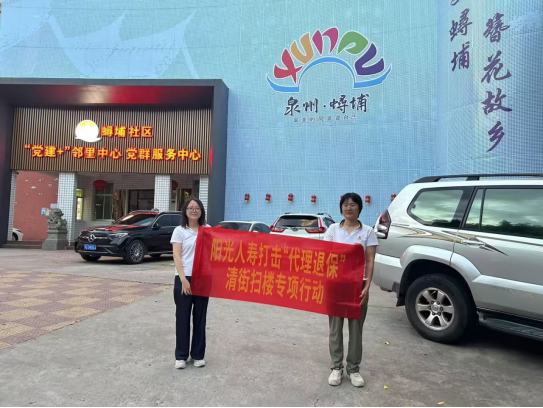 XUNPU
泉州·蟳埔
蟳埔
簪花故乡
蟳埔社区
"党建+"邻里中心 党群服务中心
阳光人寿打击"代理退保"
清街扫楼专项行动